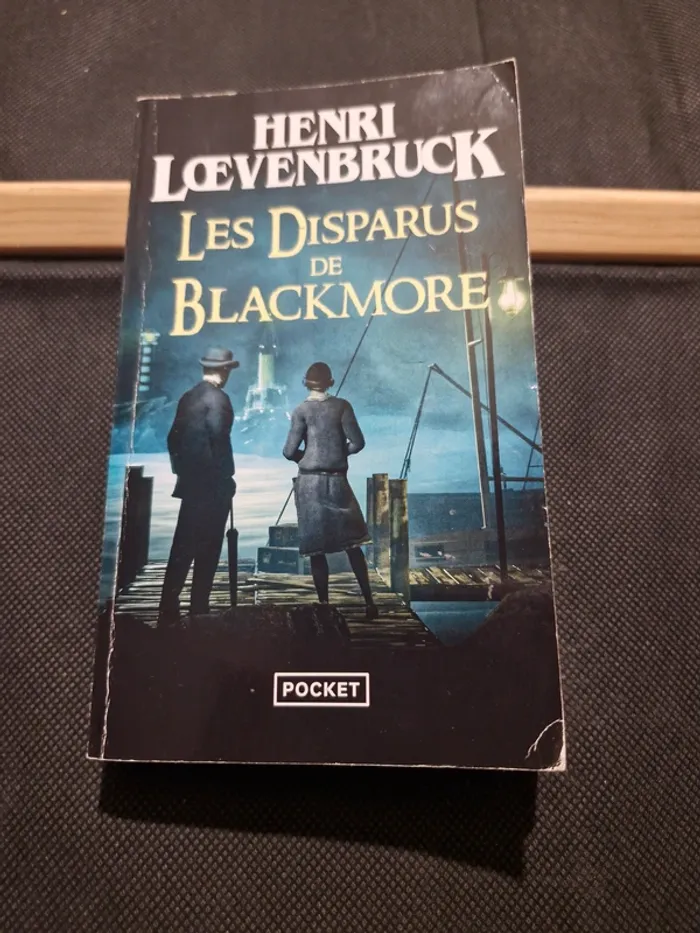 HENRI
LŒVENBRUCK
LES DISPARUS
DE
BLACKMORE
POCKET